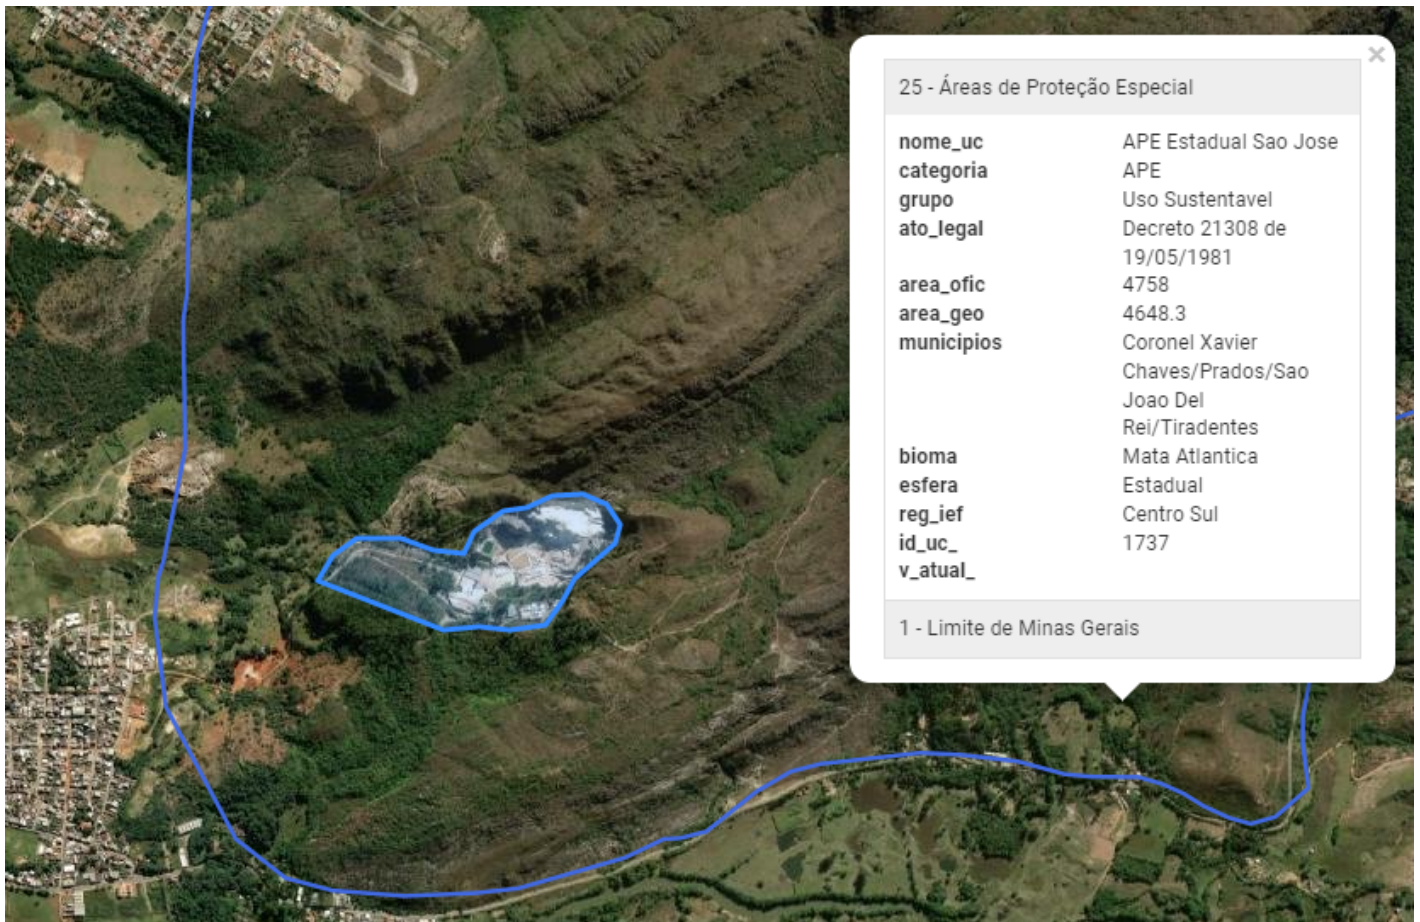 ×
25 - Áreas de Proteção Especial
nome_uc APE Estadual Sao Jose
categoria APE
grupo Uso Sustentavel
ato_legal Decreto 21308 de
19/05/1981
area_ofic 4758
area_geo 4648.3
municipios Coronel Xavier
Chaves/Prados/Sao
Joao Del
Rei/Tiradentes
bioma Mata Atlantica
esfera Estadual
reg_ief Centro Sul
id_uc_ 1737
v_atual_
1 - Limite de Minas Gerais